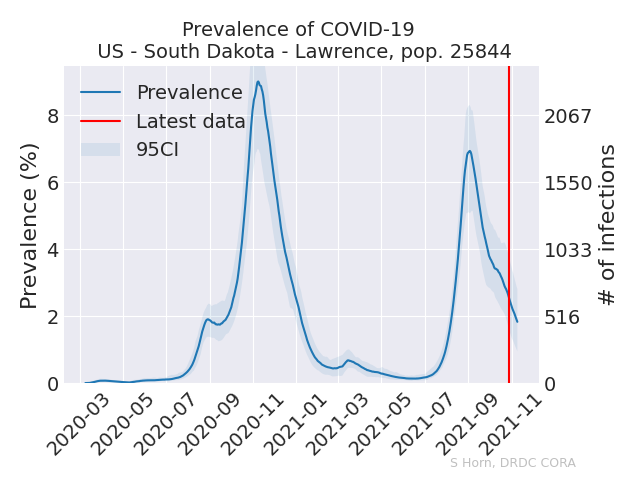 Prevalence of COVID-19
US - South Dakota - Lawrence, pop. 25844
Prevalence
Latest data
95CI
Prevalence (%)
8
6
4
2
0
2067
1550
1033
516
0
# of infections
2020-03
2020-05
2020-07
2020-09
2020-11
2021-01
2021-03
2021-05
2021-07
2021-09
2021-11
S Horn, DRDC CORA